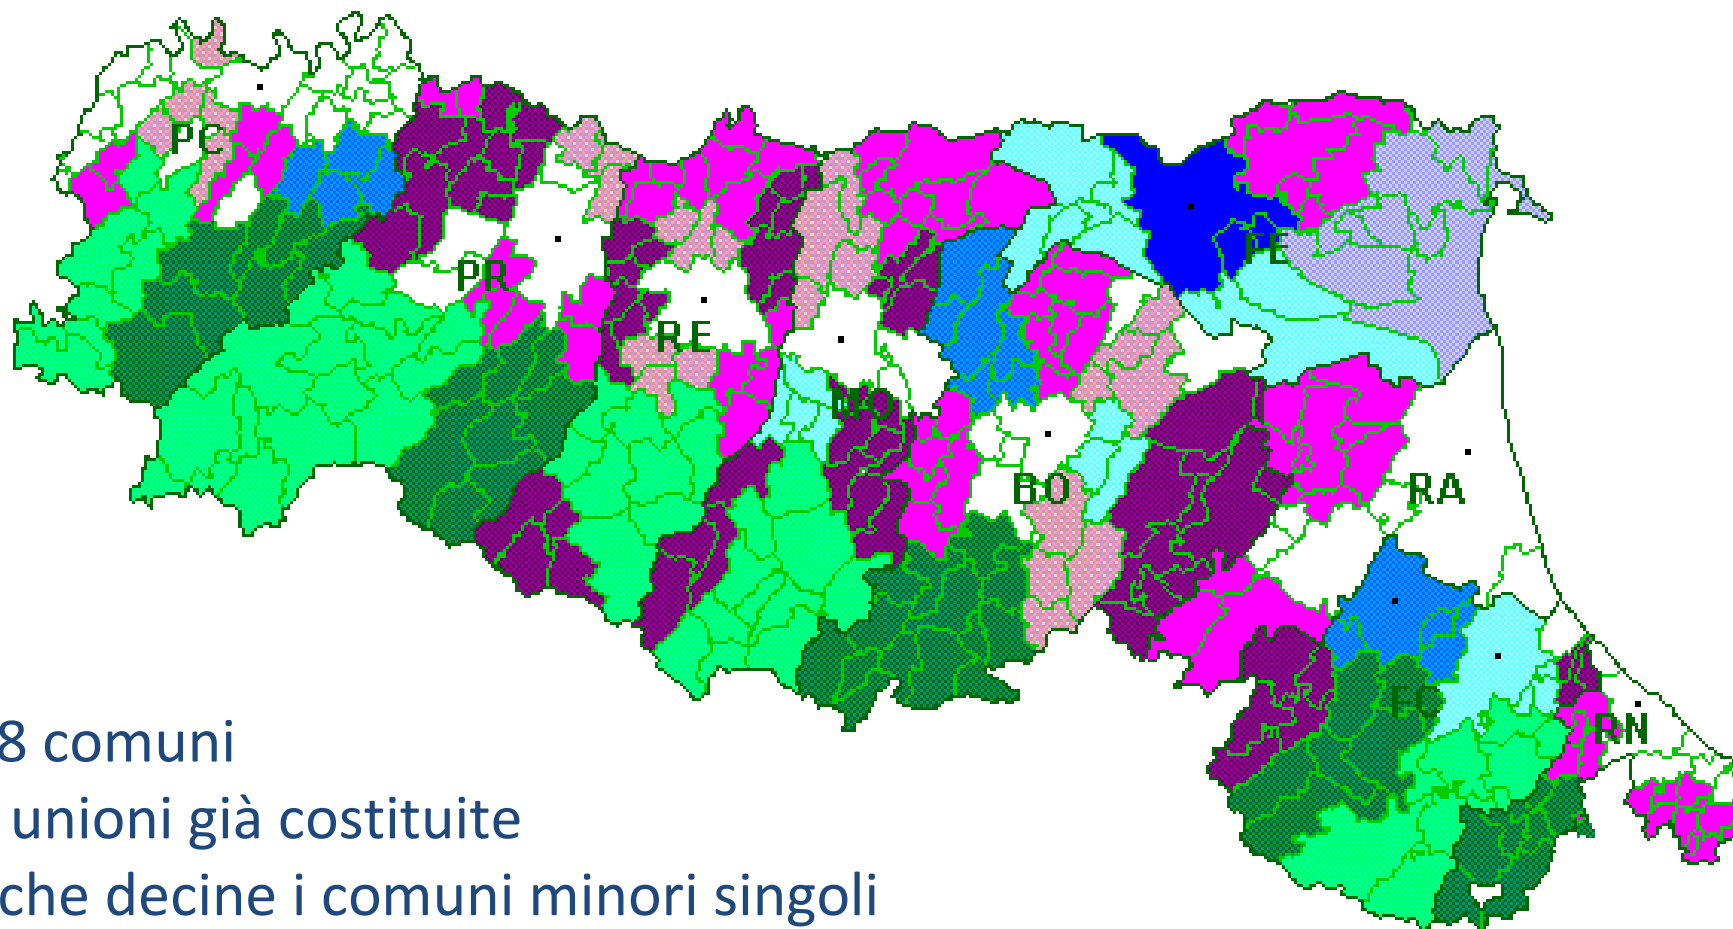 PC
PR
RE
MO
BO
FE
RA
FC
RN
8 comuni
unioni già costituite
che decine i comuni minori singoli